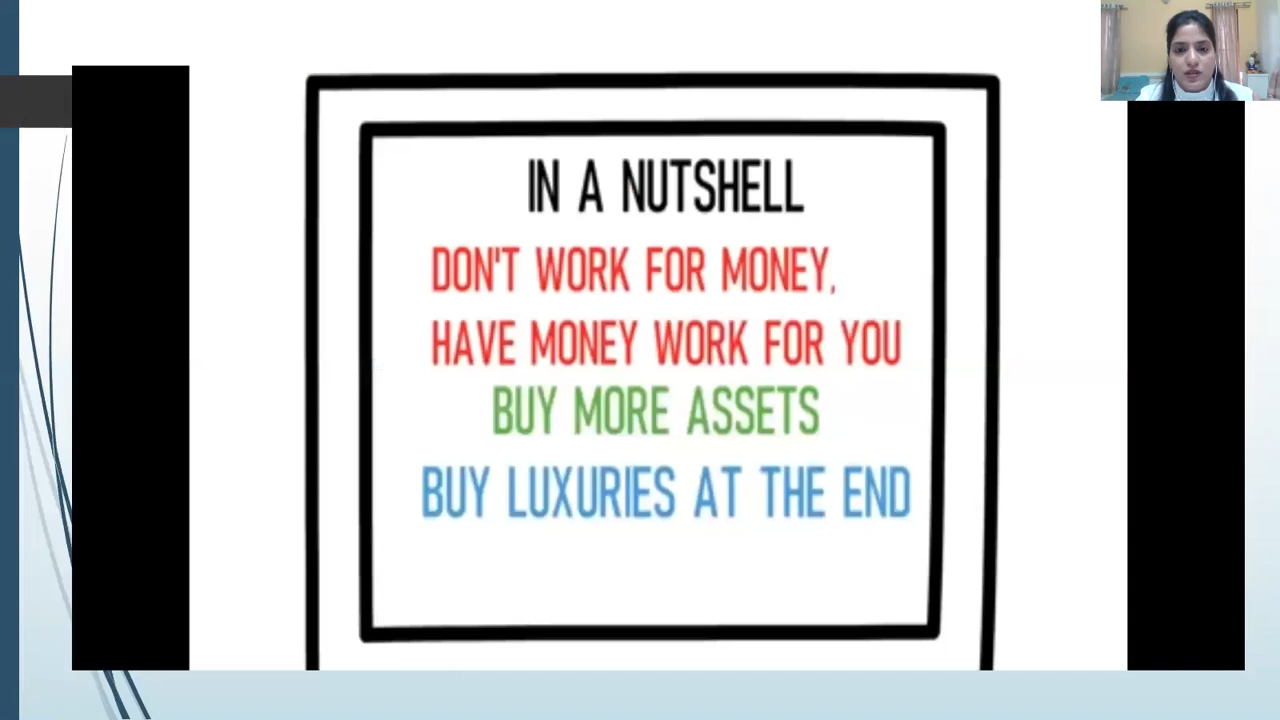 IN A NUTSHELL
DON'T WORK FOR MONEY,
HAVE MONEY WORK FOR YOU
BUY MORE ASSETS
BUY LUXURIES AT THE END